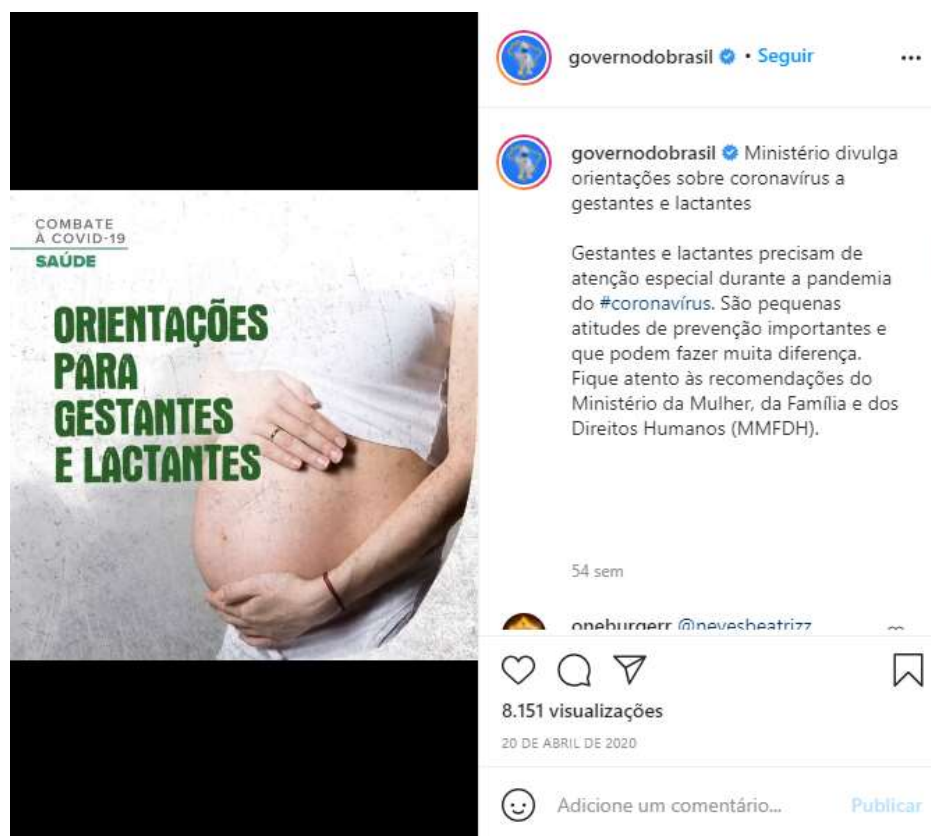 COMBATE
À COVID-19
SAÚDE
ORIENTAÇÕES
PARA
GESTANTES
E LACTANTES
governodobrasil • Seguir
governodobrasil Ministério divulga
orientações sobre coronavírus a
gestantes e lactantes
Gestantes e lactantes precisam de
atenção especial durante a pandemia
do #coronavírus. São pequenas
atitudes de prevenção importantes e
que podem fazer muita diferença.
Fique atento às recomendações do
Ministério da Mulher, da Família e dos
Direitos Humanos (MMFDH).
54 sem
oneburgerr @nevesbeatrizz
8.151 visualizações
20 DE ABRIL DE 2020
Adicione um comentário... Publicar